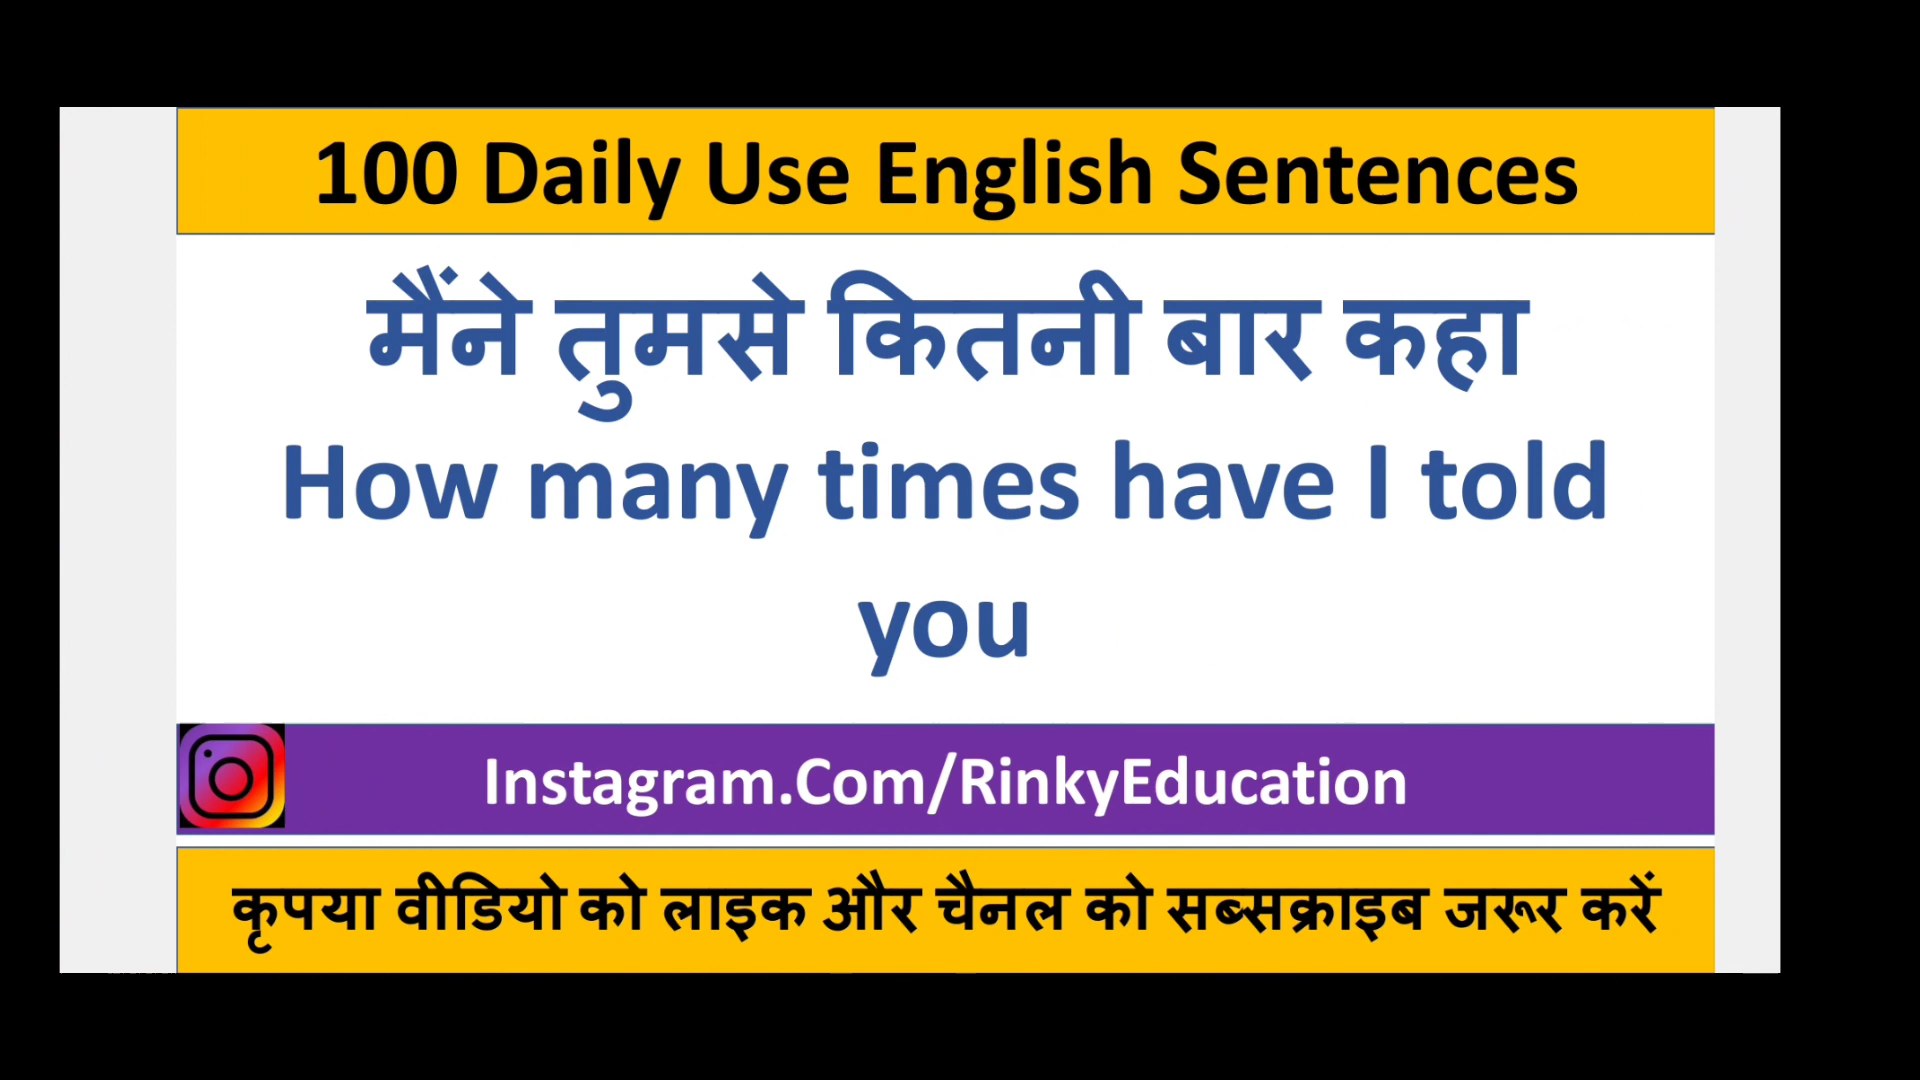 100 Daily Use English Sentences
मैंने तुमसे कितनी बार कहा
How many times have I told
you
Instagram.Com/RinkyEducation
कृपया वीडियो को लाइक और चैनल को सब्सक्राइब जरूर करें